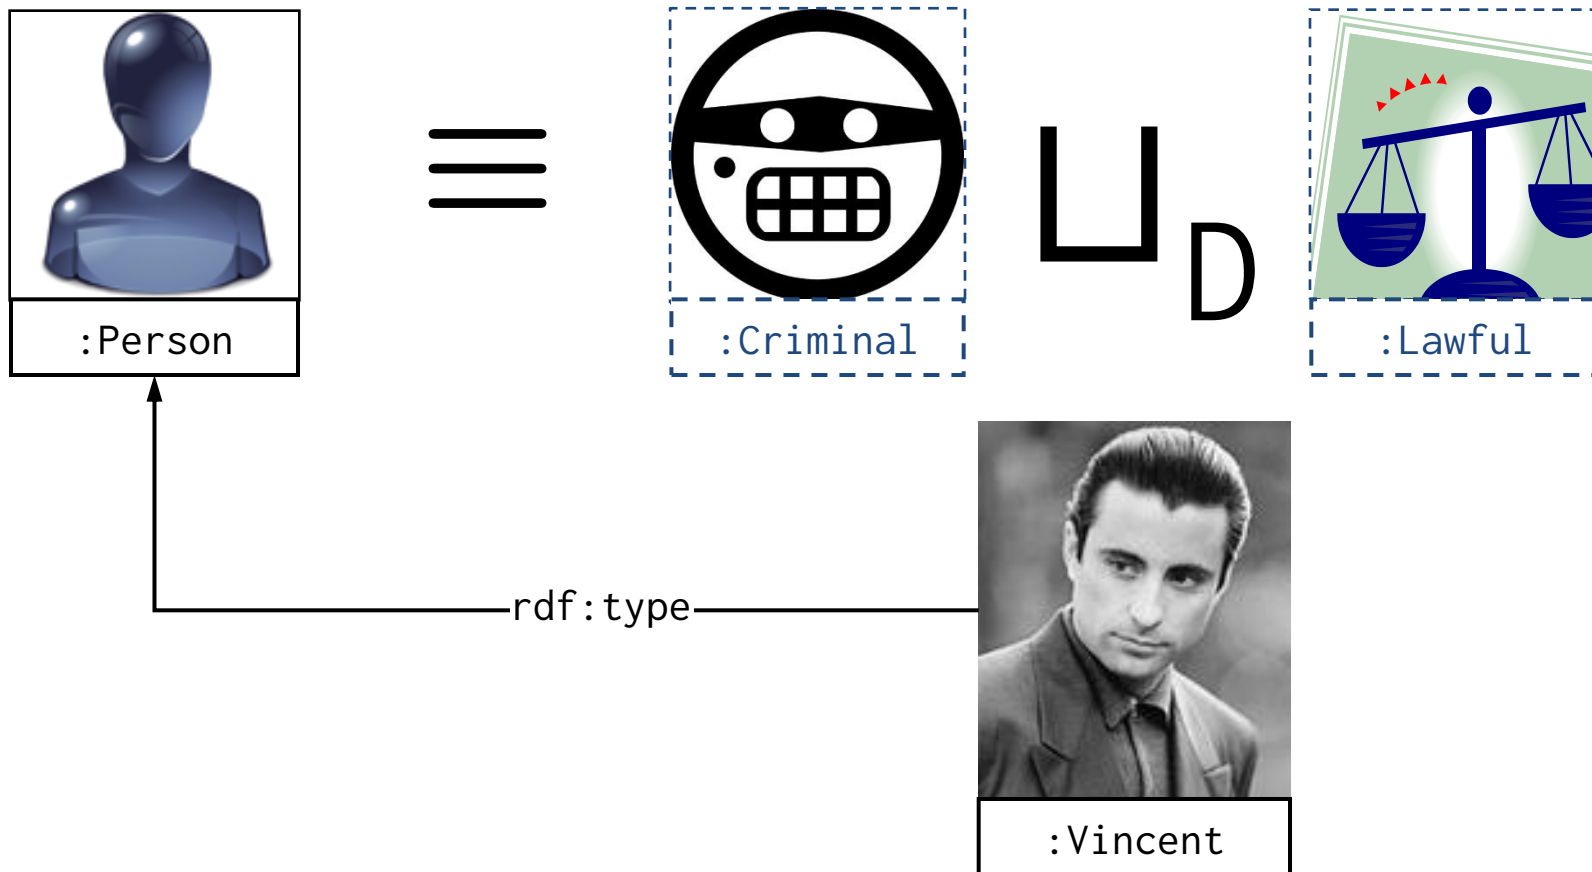 ≡ ⊔ D
:Person
:Criminal
:Lawful
rdf:type
:Vincent